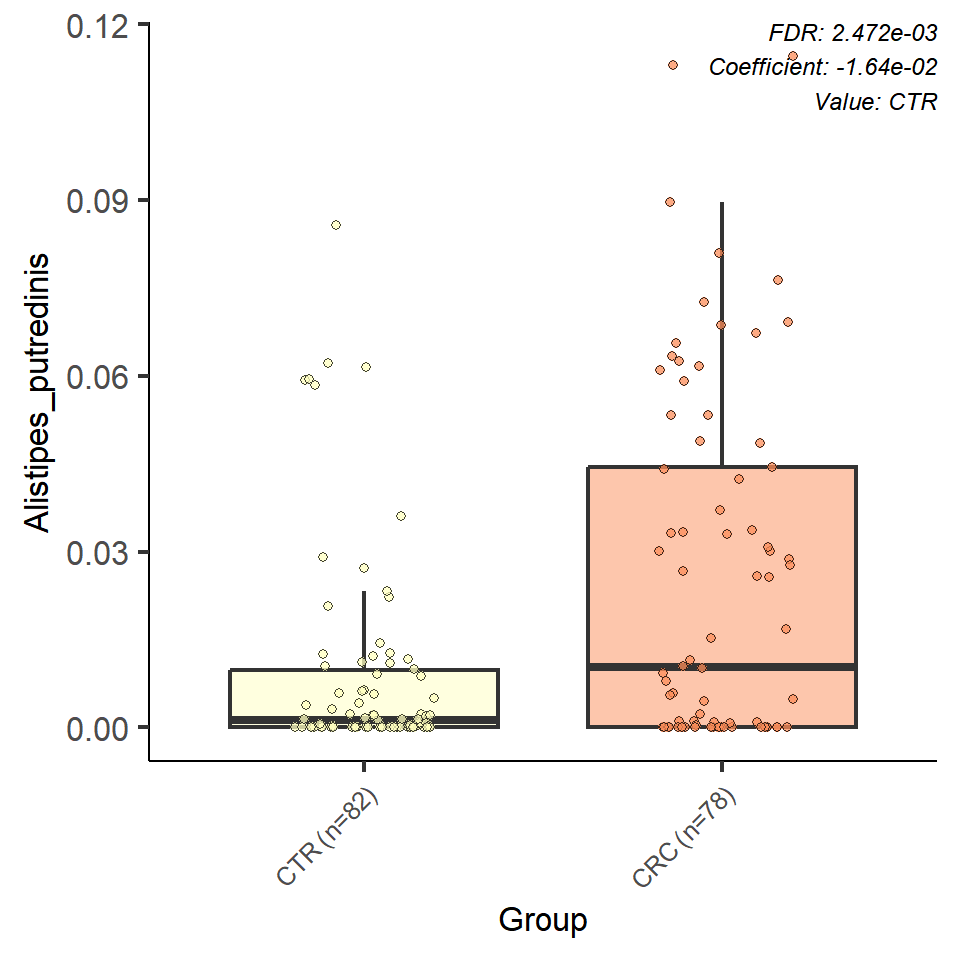 FDR: 2.472e-03
Coefficient: -1.64e-02
Value: CTR
0.12
0.09
0.06
0.03
0.00
Alistipes_putredinis
CTR (n=82)
CRC (n=78)
Group